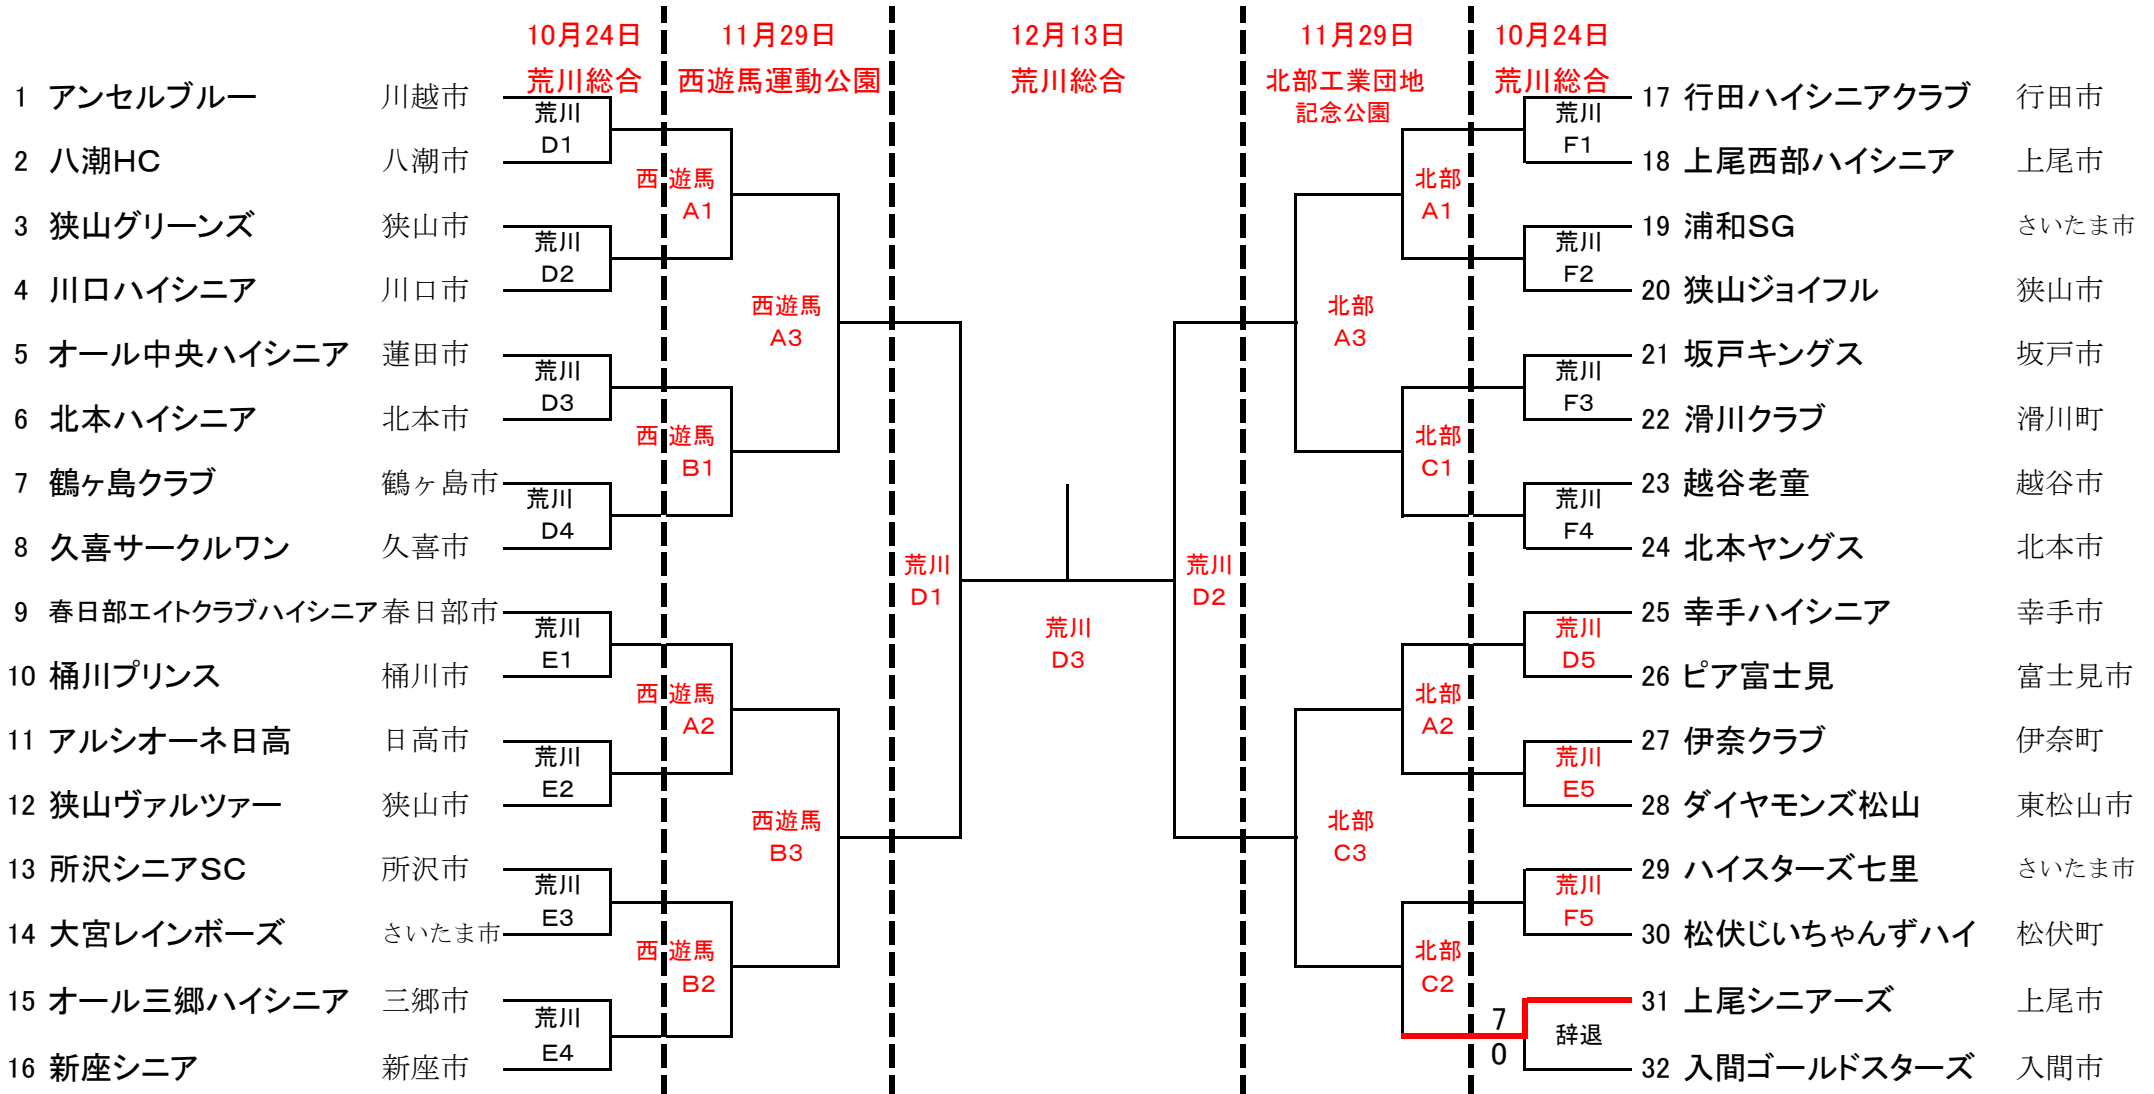 10月24日 11月29日 12月13日 11月29日 10月24日
荒川総合 西遊馬運動公園 荒川総合 北部工業団地 荒川総合
記念公園
1 アンセルブルー 川越市
荒川
D1
2 八潮HC 八潮市
西遊馬
A1
3 狭山グリーンズ 狭山市
荒川
D2
4 川口ハイシニア 川口市
西遊馬
A3
5 オール中央ハイシニア 蓮田市
荒川
D3
6 北本ハイシニア 北本市
西遊馬
B1
7 鶴ヶ島クラブ 鶴ヶ島市
荒川
D4
8 久喜サークルワン 久喜市
荒川
D1
9 春日部エイトクラブハイシニア 春日部市
荒川
E1
10 桶川プリンス 桶川市
西遊馬
A2
11 アルシオーネ日高 日高市
荒川
E2
12 狭山ヴァルツァー 狭山市
西遊馬
B3
13 所沢シニアSC 所沢市
荒川
E3
14 大宮レインボーズ さいたま市
西遊馬
B2
15 オール三郷ハイシニア 三郷市
荒川
E4
16 新座シニア 新座市
荒川
D3
17 行田ハイシニアクラブ 行田市
荒川
F1
18 上尾西部ハイシニア 上尾市
北部
A1
19 浦和SG さいたま市
荒川
F2
20 狭山ジョイフル 狭山市
北部
A3
21 坂戸キングス 坂戸市
荒川
F3
22 滑川クラブ 滑川町
北部
C1
23 越谷老童 越谷市
荒川
F4
24 北本ヤングス 北本市
荒川
D2
25 幸手ハイシニア 幸手市
荒川
D5
26 ピア富士見 富士見市
北部
A2
27 伊奈クラブ 伊奈町
荒川
E5
28 ダイヤモンズ松山 東松山市
北部
C3
29 ハイスターズ七里 さいたま市
荒川
F5
30 松伏じいちゃんずハイ 松伏町
北部
C2
31 上尾シニアーズ 上尾市
7
辞退
0
32 入間ゴールドスターズ 入間市